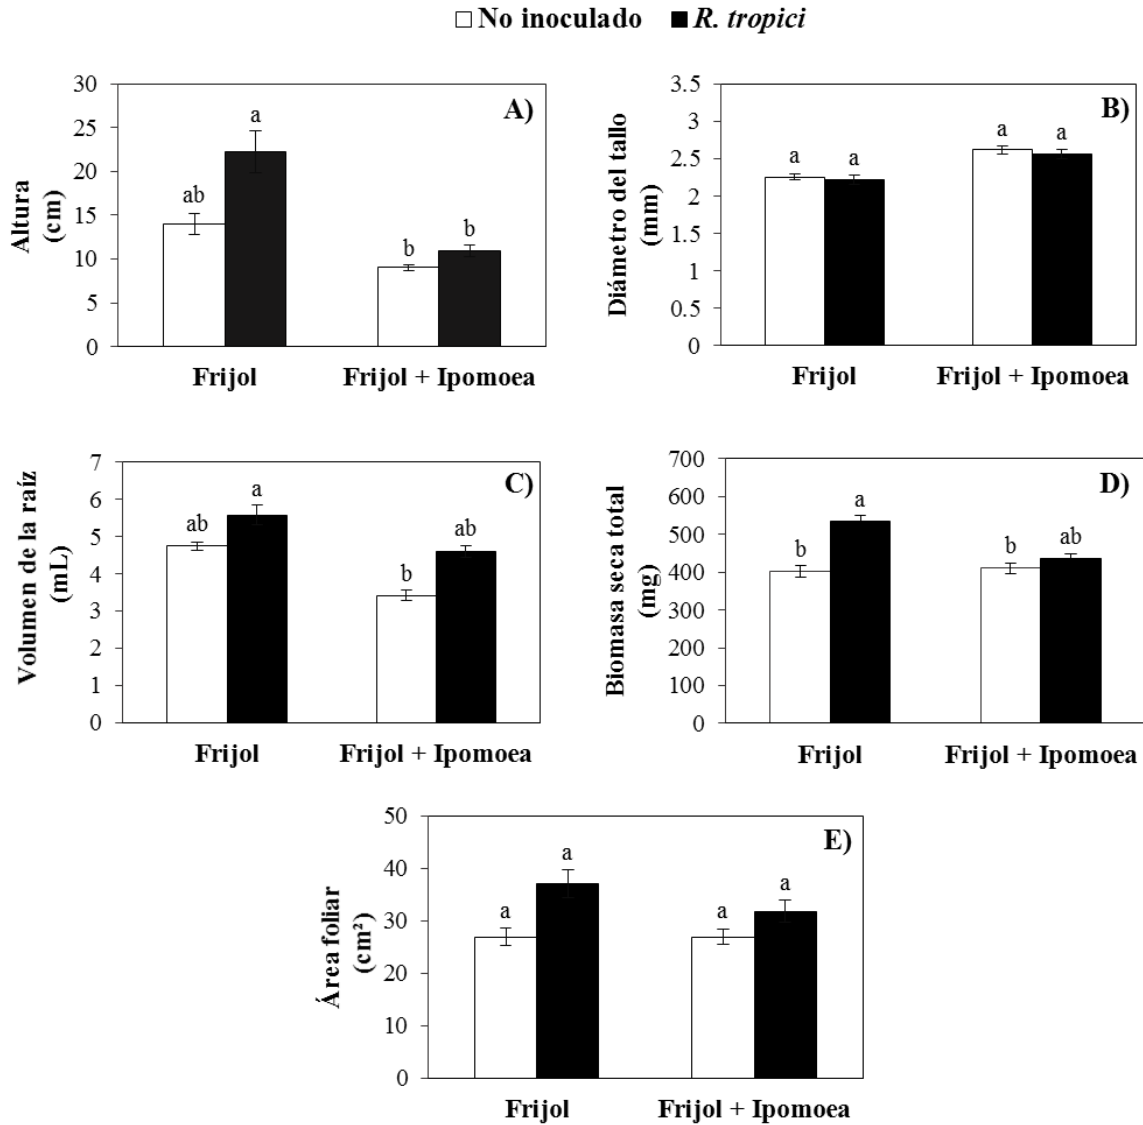 No inoculado R. tropici
A)
Altura
(cm)
30
25
20
15
10
5
0
ab
a
b
b
Frijol
Frijol + Ipomoea
B)
Diámetro del tallo
(mm)
3.5
3
2.5
2
1.5
1
0.5
0
a
a
a
a
Frijol
Frijol + Ipomoea
C)
Volumen de la raíz
(mL)
7
6
5
4
3
2
1
0
ab
a
b
ab
Frijol
Frijol + Ipomoea
D)
Biomasa seca total
(mg)
700
600
500
400
300
200
100
0
b
a
b
ab
Frijol
Frijol + Ipomoea
E)
Área foliar
(cm²)
50
40
30
20
10
0
a
a
a
a
Frijol
Frijol + Ipomoea